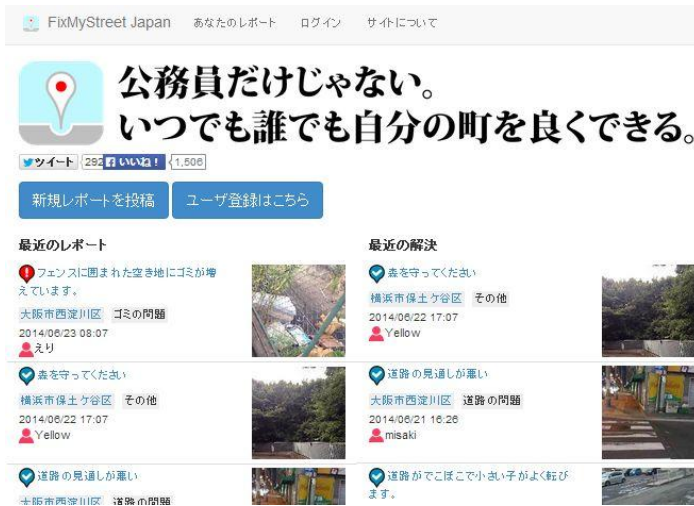 FixMyStreet Japan あなたのレポート ログイン サイトについて
公務員だけじゃない。
いつでも誰でも自分の町を良くできる。
ツイート 292 いいね！ 1,506
新規レポートを投稿 ユーザ登録はこちら
最近のレポート
フェンスに囲まれた空き地にゴミが増
えています。
大阪市西淀川区 ゴミの問題
2014/06/23 08:07
えり
森を守ってください
横浜市保土ケ谷区 その他
2014/06/22 17:07
Yellow
道路の見通しが悪い
大阪市西淀川区 道路の問題
最近の解決
森を守ってください
横浜市保土ケ谷区 その他
2014/06/22 17:07
Yellow
道路の見通しが悪い
大阪市西淀川区 道路の問題
2014/06/21 16:26
misaki
道路がでこぼこで小さい子がよく転び
ます。